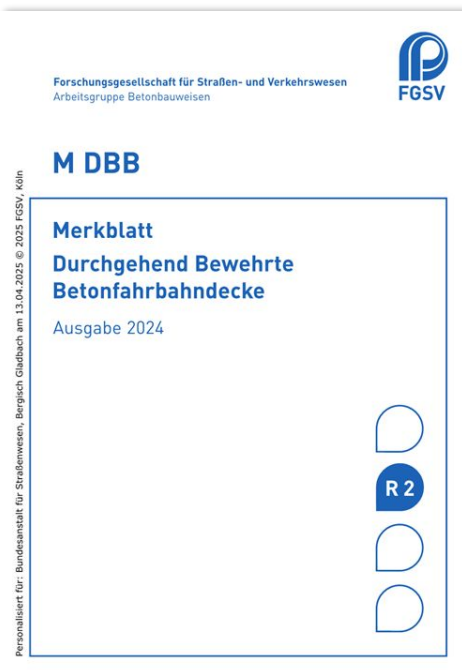 Forschungsgesellschaft für Straßen- und Verkehrswesen
Arbeitsgruppe Betonbauweisen
FGSV
M DBB
Merkblatt
Durchgehend Bewehrte
Betonfahrbahndecke
Ausgabe 2024
R 2
Personalisiert für: Bundesanstalt für Straßenwesen, Bergisch Gladbach am 13.04.2025 © 2025 FGSV, Köln